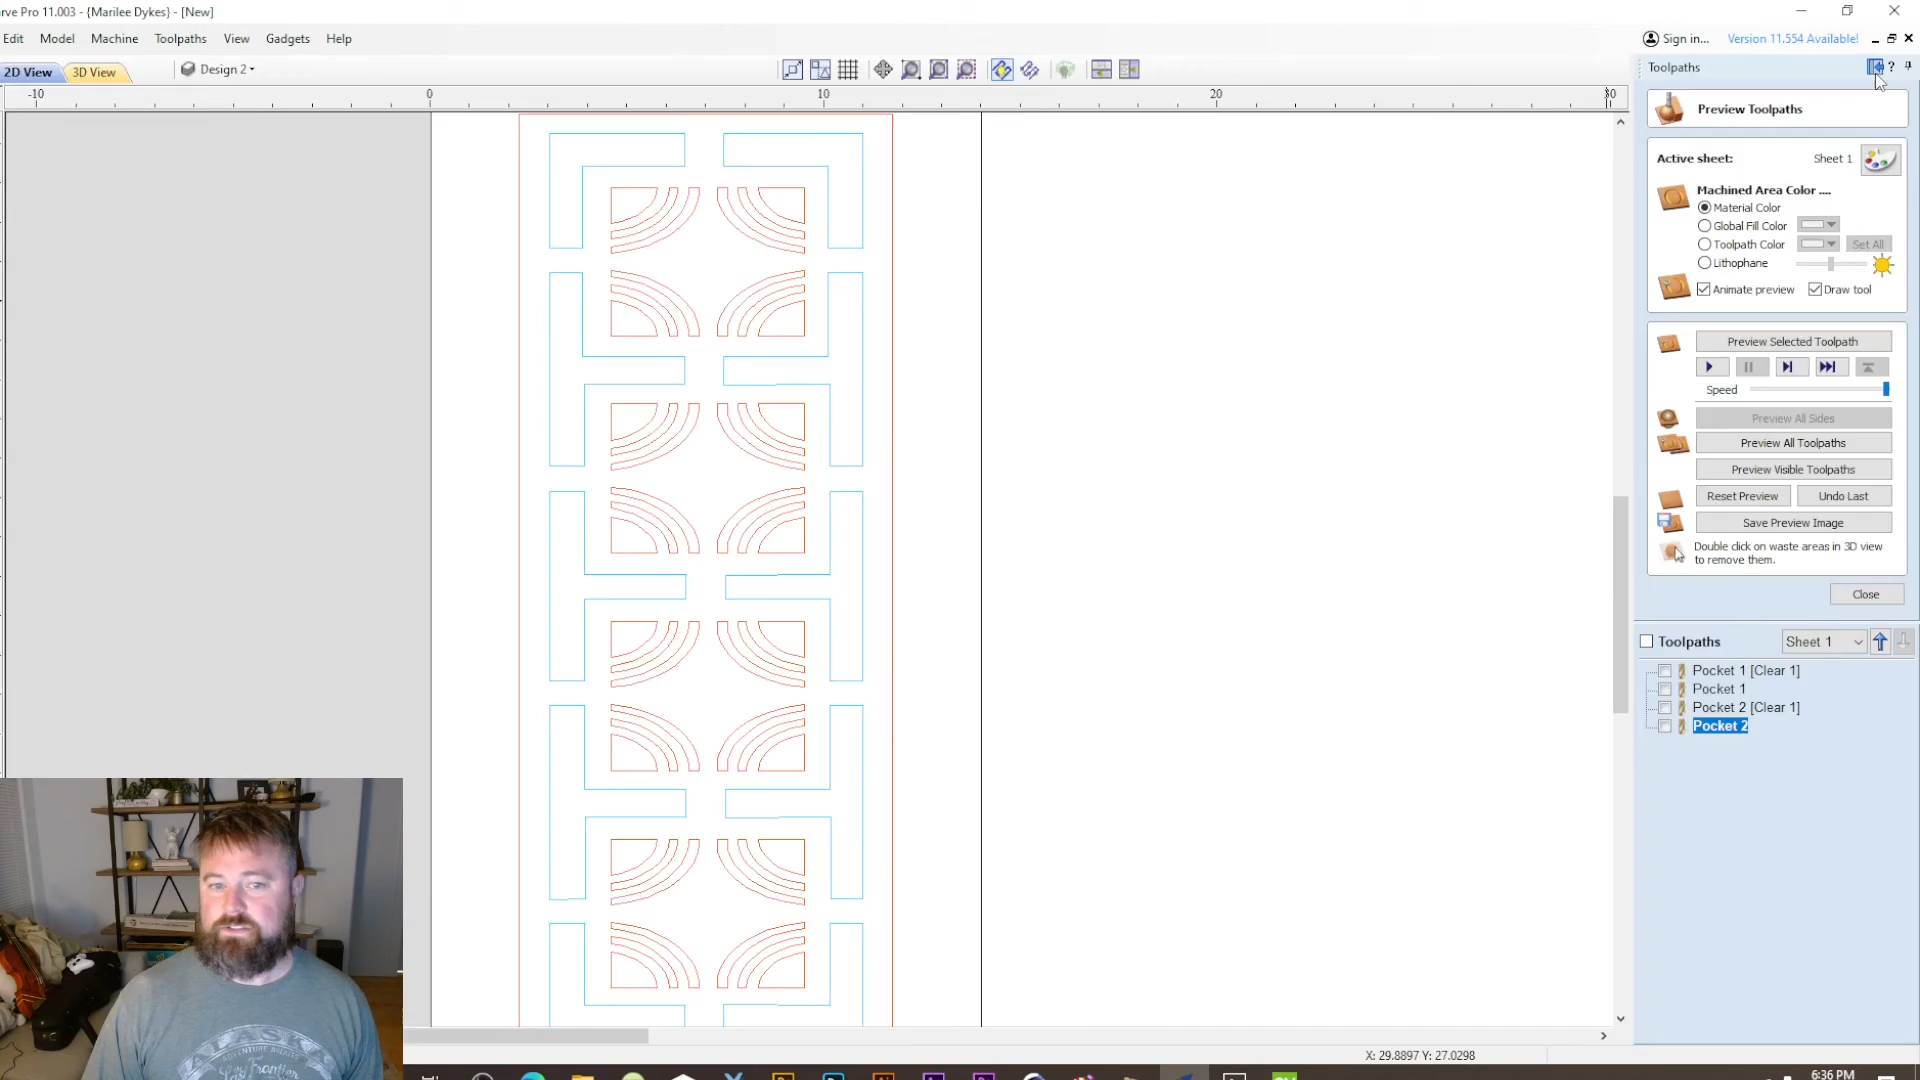 rve Pro 11.003 - {Marilee Dykes} - [New]
Edit Model Machine Toolpaths View Gadgets Help
Sign in... Version 11.554 Available!
2D View 3D View Design 2
Toolpaths
-10 0 10 20 30
Preview Toolpaths
Active sheet: Sheet 1
Machined Area Color ....
Material Color
Global Fill Color
Toolpath Color Set All
Lithophane
Animate preview Draw tool
Preview Selected Toolpath
Speed
Preview All Sides
Preview All Toolpaths
Preview Visible Toolpaths
Reset Preview Undo Last
Save Preview Image
Double click on waste areas in 3D view
to remove them.
Close
Toolpaths Sheet 1
Pocket 1 [Clear 1]
Pocket 1
Pocket 2 [Clear 1]
Pocket 2
ALASKA
ADVENTURE AWAITS
X: 29.8897 Y: 27.0298
6:36 PM